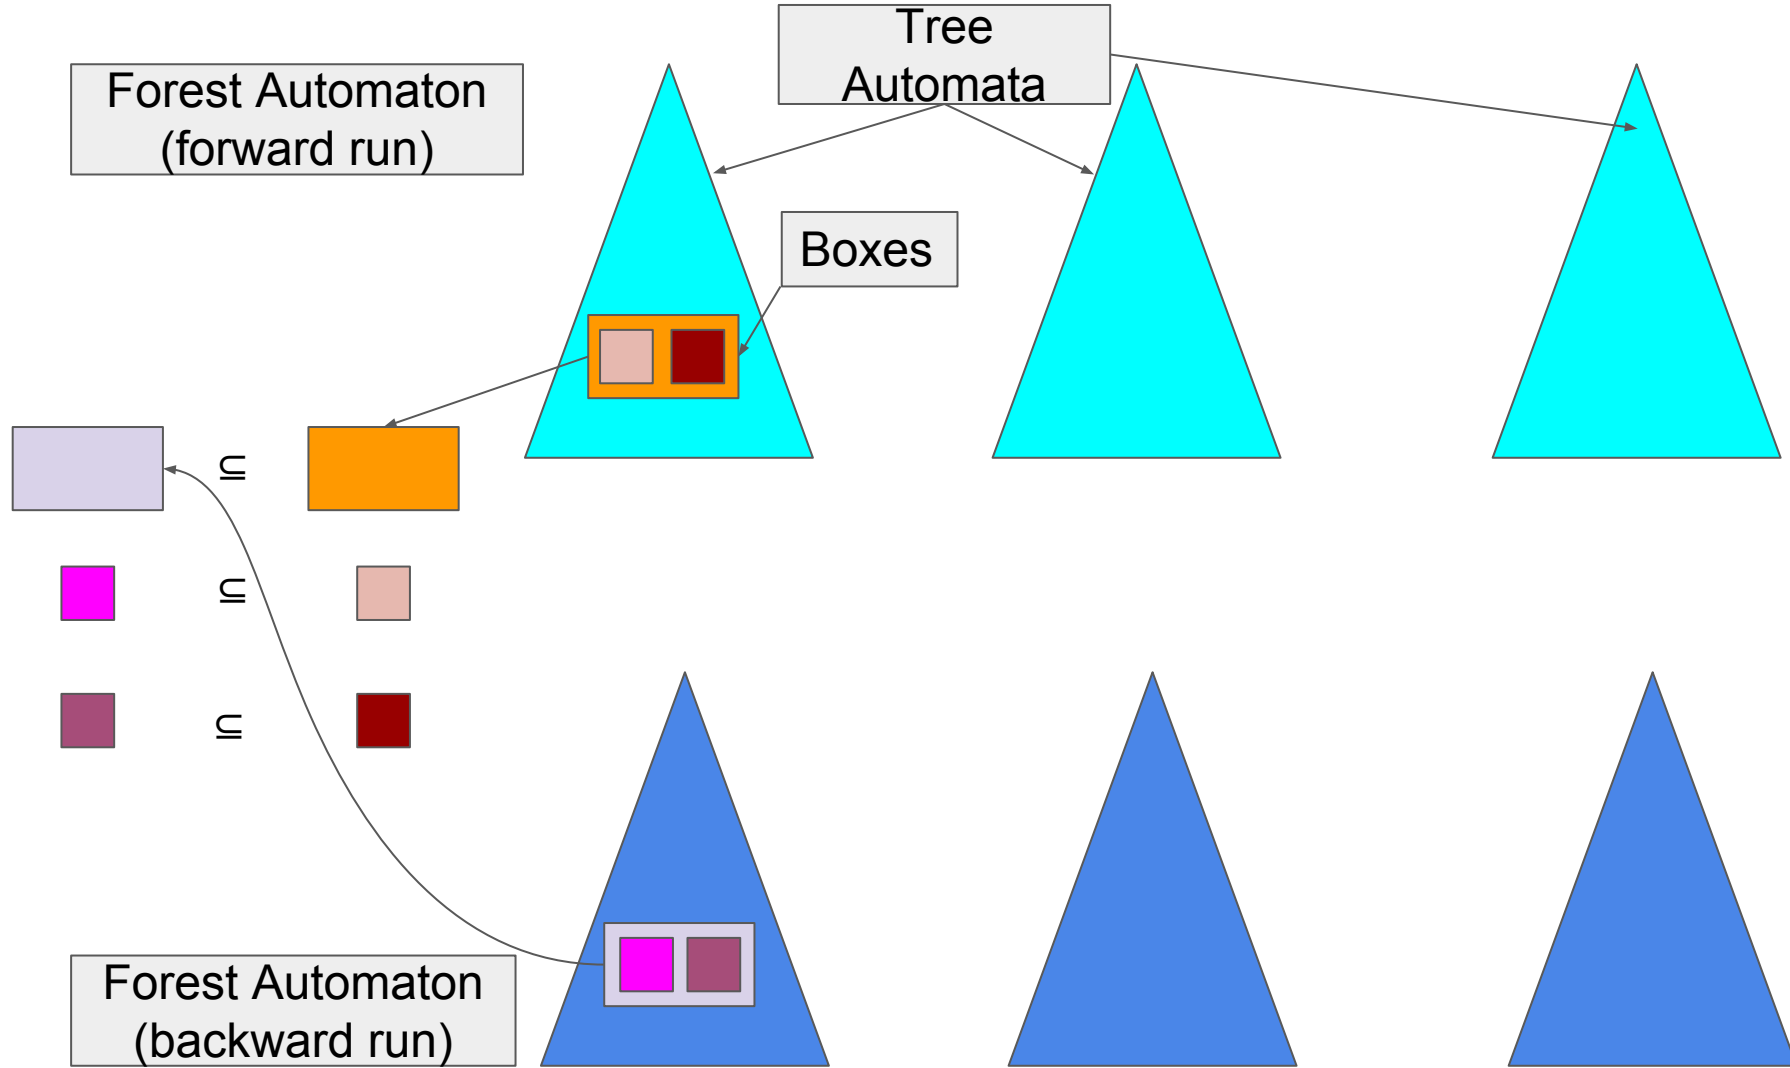 Tree
Automata
Forest Automaton
(forward run)
Boxes
⊆
⊆
⊆
Forest Automaton
(backward run)